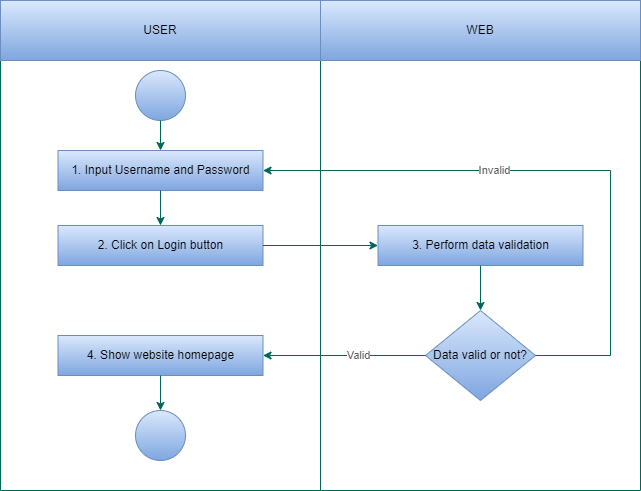 USER
WEB
1. Input Username and Password
Invalid
2. Click on Login button
3. Perform data validation
4. Show website homepage
Valid
Data valid or not?